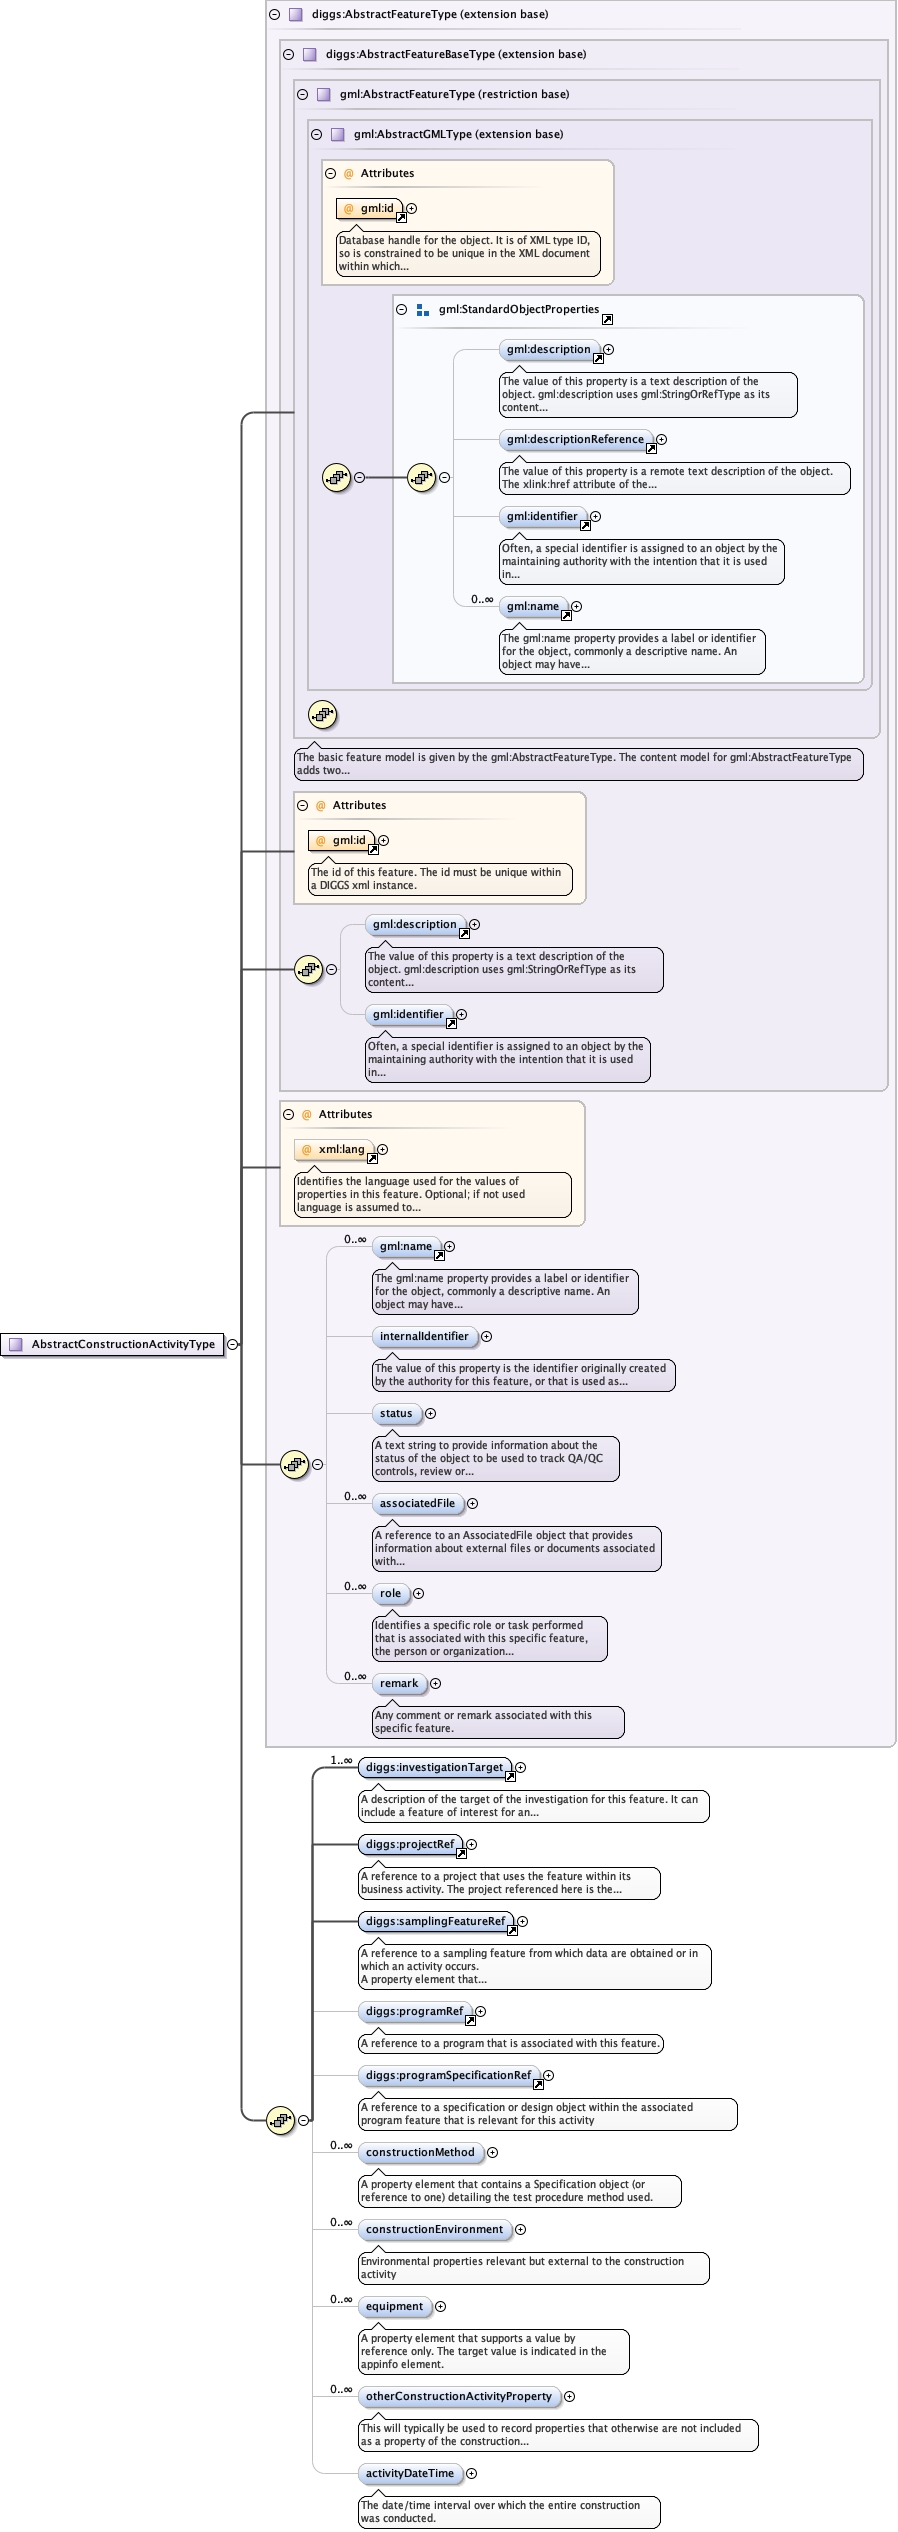 diggs:AbstractFeatureType (extension base)
diggs:AbstractFeatureBaseType (extension base)
gml:AbstractFeatureType (restriction base)
gml:AbstractGMLType (extension base)
@ Attributes
@ gml:id
Database handle for the object. It is of XML type ID,
so is constrained to be unique in the XML document
within which...
gml:StandardObjectProperties
gml:description
The value of this property is a text description of the
object. gml:description uses gml:StringOrRefType as its
content...
gml:descriptionReference
The value of this property is a remote text description of the object.
The xlink:href attribute of the...
gml:identifier
Often, a special identifier is assigned to an object by the
maintaining authority with the intention that it is used
in...
0..∞
gml:name
The gml:name property provides a label or identifier
for the object, commonly a descriptive name. An
object may have...
The basic feature model is given by the gml:AbstractFeatureType. The content model for gml:AbstractFeatureType
adds two...
@ Attributes
@ gml:id
The id of this feature. The id must be unique within
a DIGGS xml instance.
gml:description
The value of this property is a text description of the
object. gml:description uses gml:StringOrRefType as its
content...
gml:identifier
Often, a special identifier is assigned to an object by the
maintaining authority with the intention that it is used
in...
@ Attributes
@ xml:lang
Identifies the language used for the values of
properties in this feature. Optional; if not used
language is assumed to...
0..∞
gml:name
The gml:name property provides a label or identifier
for the object, commonly a descriptive name. An
object may have...
AbstractConstructionActivityType
internalIdentifier
The value of this property is the identifier originally created
by the authority for this feature, or that is used as...
status
A text string to provide information about the
status of the object to be used to track QA/QC
controls, review or...
0..∞
associatedFile
A reference to an AssociatedFile object that provides
information about external files or documents associated
with...
0..∞
role
Identifies a specific role or task performed
that is associated with this specific feature,
the person or organization...
0..∞
remark
Any comment or remark associated with this
specific feature.
1..∞
diggs:investigationTarget
A description of the target of the investigation for this feature. It can
include a feature of interest for an...
diggs:projectRef
A reference to a project that uses the feature within its
business activity. The project referenced here is the...
diggs:samplingFeatureRef
A reference to a sampling feature from which data are obtained or in
which an activity occurs.
A property element that...
diggs:programRef
A reference to a program that is associated with this feature.
diggs:programSpecificationRef
A reference to a specification or design object within the associated
program feature that is relevant for this activity
0..∞
constructionMethod
A property element that contains a Specification object (or
reference to one) detailing the test procedure method used.
0..∞
constructionEnvironment
Environmental properties relevant but external to the construction
activity
0..∞
equipment
A property element that supports a value by
reference only. The target value is indicated in the
appinfo element.
0..∞
otherConstructionActivityProperty
This will typically be used to record properties that otherwise are not included
as a property of the construction...
activityDateTime
The date/time interval over which the entire construction
was conducted.